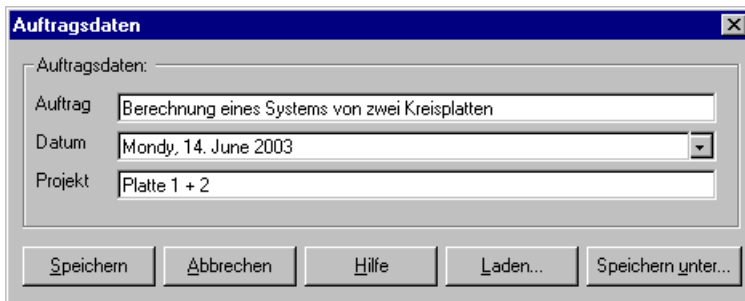 Auftragsdaten
Auftragsdaten:
Auftrag Berechnung eines Systems von zwei Kreisplatten
Datum Mondy, 14. June 2003
Projekt Platte 1 + 2
Speichern Abbrechen Hilfe Laden... Speichern unter...